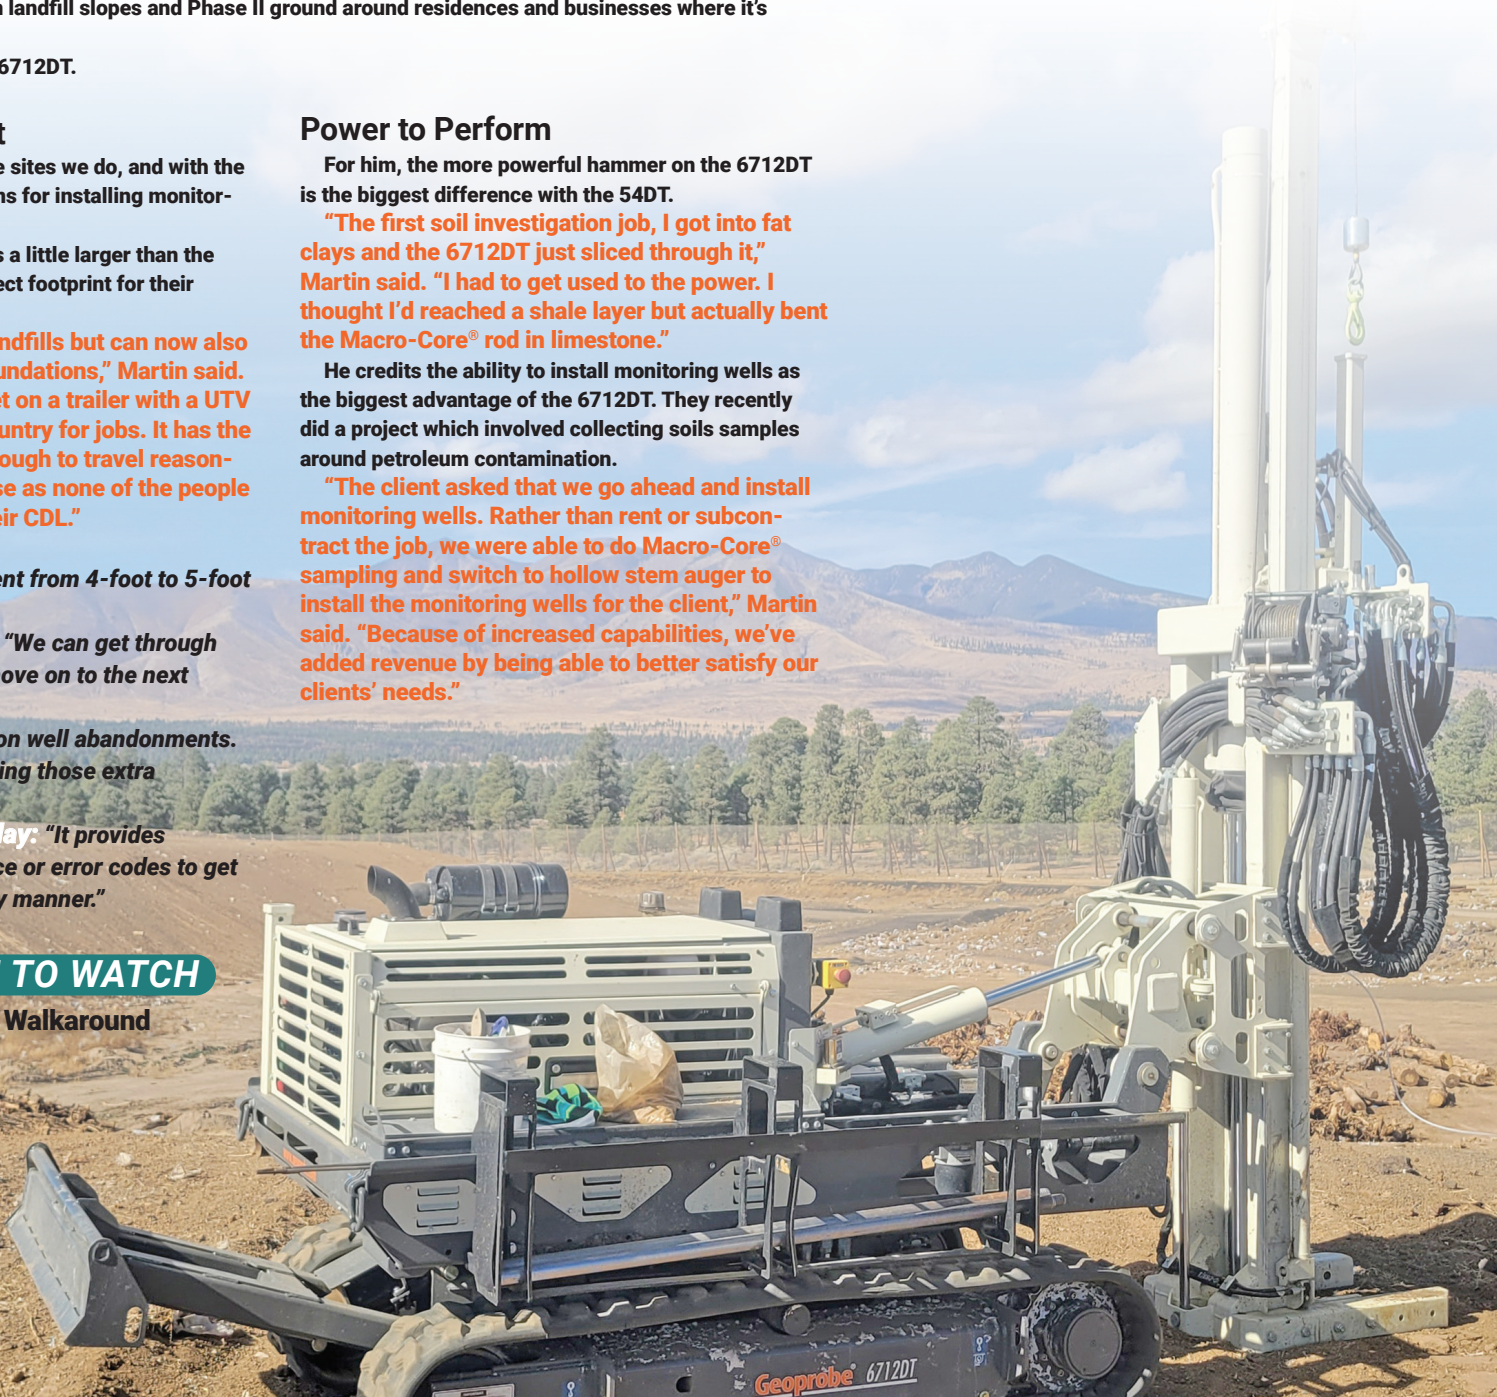 landfill slopes and Phase II ground around residences and businesses where it’s
6712DT.
e sites we do, and with the
ns for installing monitor-
s a little larger than the
ect footprint for their
ndfills but can now also
undations,” Martin said.
et on a trailer with a UTV
untry for jobs. It has the
ough to travel reason-
se as none of the people
eir CDL.”
ent from 4-foot to 5-foot
“We can get through
ove on to the next
on well abandonments.
ing those extra
lay: “It provides
ce or error codes to get
y manner.”
TO WATCH
Walkaround
Power to Perform
For him, the more powerful hammer on the 6712DT
is the biggest difference with the 54DT.
“The first soil investigation job, I got into fat
clays and the 6712DT just sliced through it,”
Martin said. “I had to get used to the power. I
thought I’d reached a shale layer but actually bent
the Macro-Core® rod in limestone.”
He credits the ability to install monitoring wells as
the biggest advantage of the 6712DT. They recently
did a project which involved collecting soils samples
around petroleum contamination.
“The client asked that we go ahead and install
monitoring wells. Rather than rent or subcon-
tract the job, we were able to do Macro-Core®
sampling and switch to hollow stem auger to
install the monitoring wells for the client,” Martin
said. “Because of increased capabilities, we’ve
added revenue by being able to better satisfy our
clients’ needs.”
Geoprobe® 6712DT